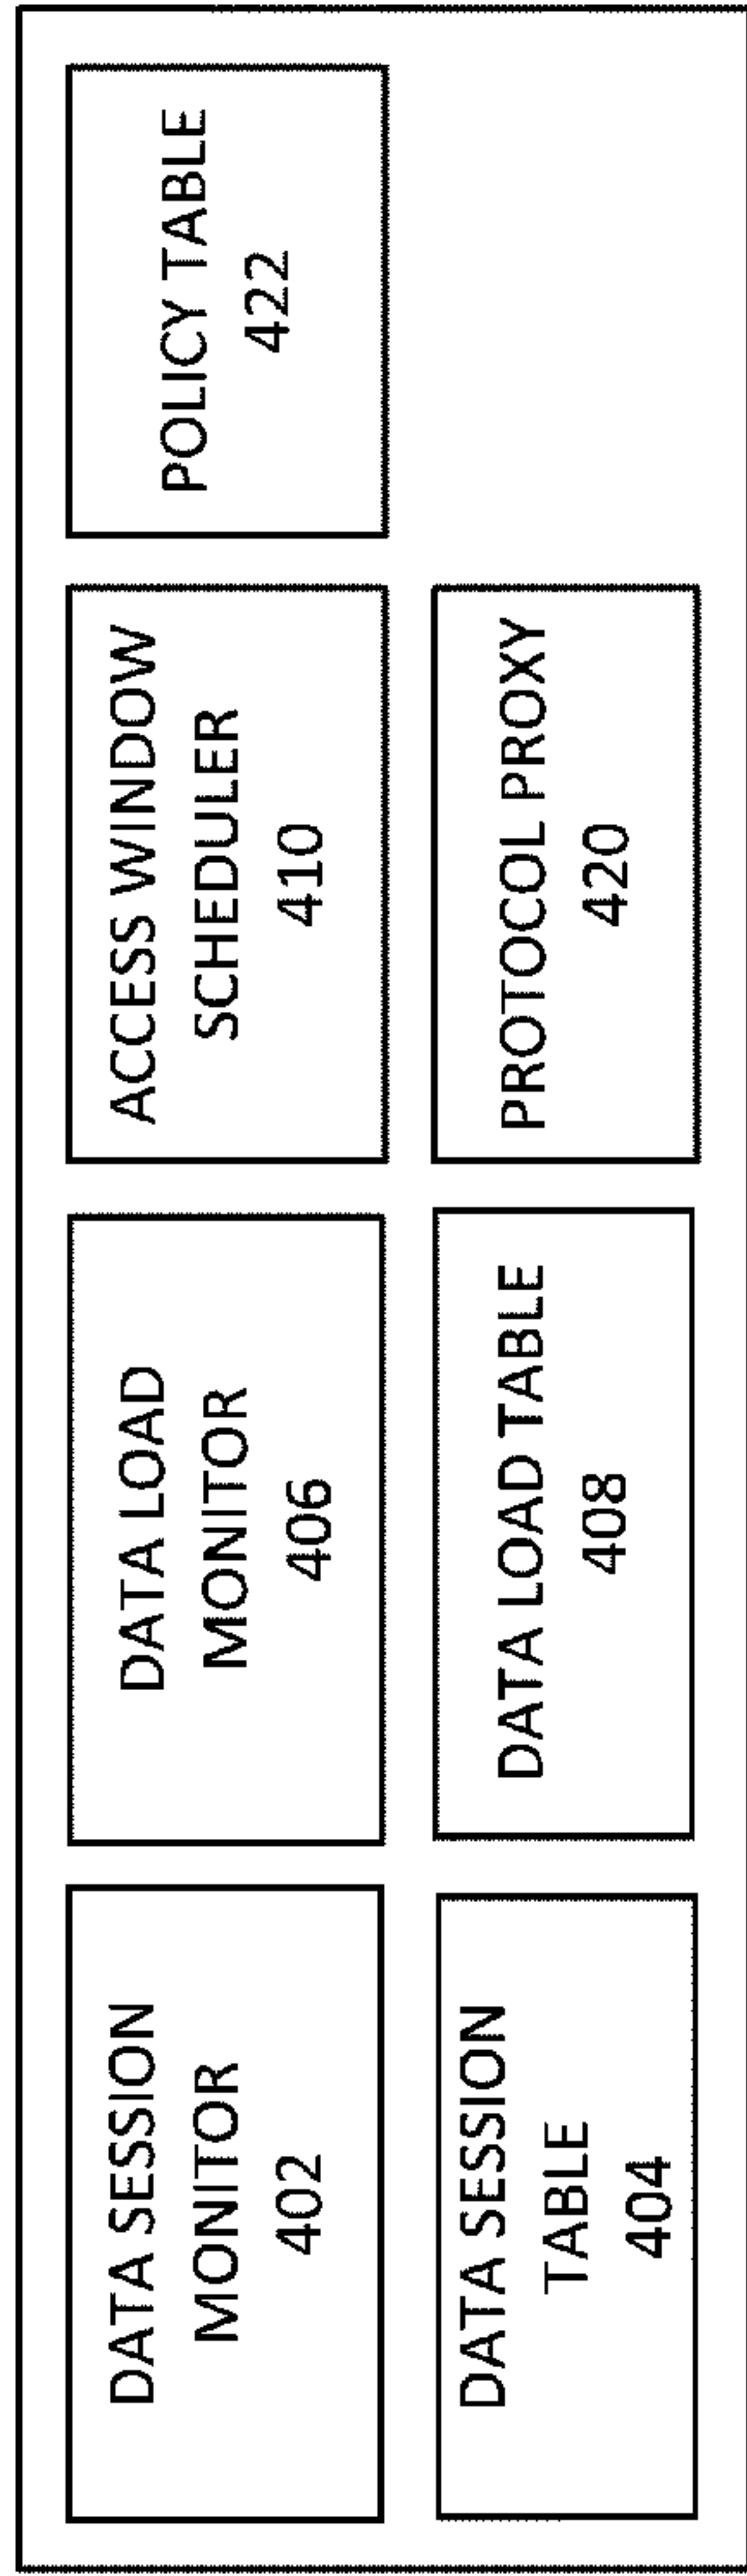 DATA SESSION
MONITOR
402
DATA LOAD
MONITOR
406
ACCESS WINDOW
SCHEDULER
410
POLICY TABLE
422
DATA SESSION
TABLE
404
DATA LOAD TABLE
408
PROTOCOL PROXY
420